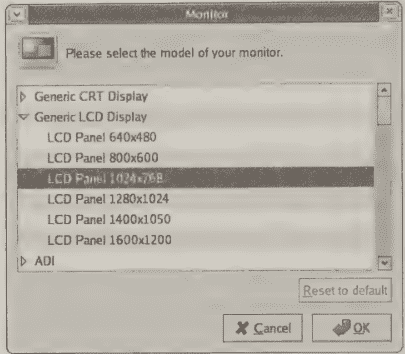 Monitor
Please select the model of your monitor.
Generic CRT Display
Generic LCD Display
LCD Panel 640x480
LCD Panel 800x600
LCD Panel 1024x768
LCD Panel 1280x1024
LCD Panel 1400x1050
LCD Panel 1600x1200
ADI
Reset to default
Cancel
OK